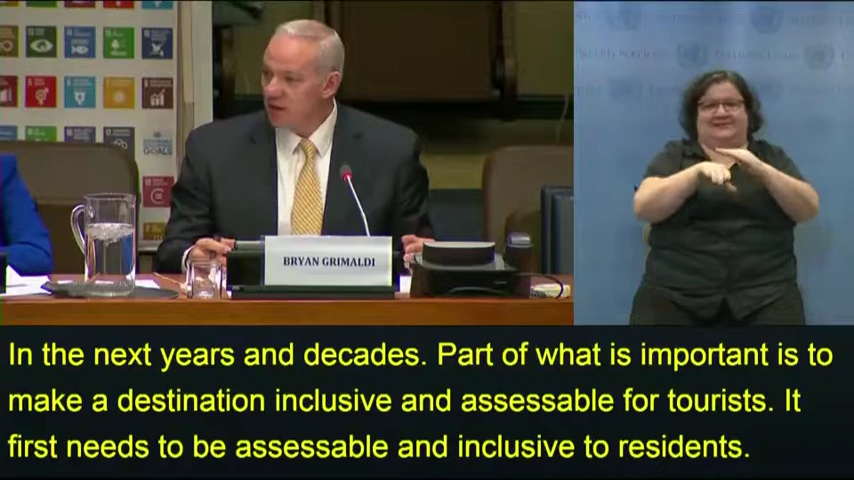 BRYAN GRIMALDI
In the next years and decades. Part of what is important is to
make a destination inclusive and assessable for tourists. It
first needs to be assessable and inclusive to residents.